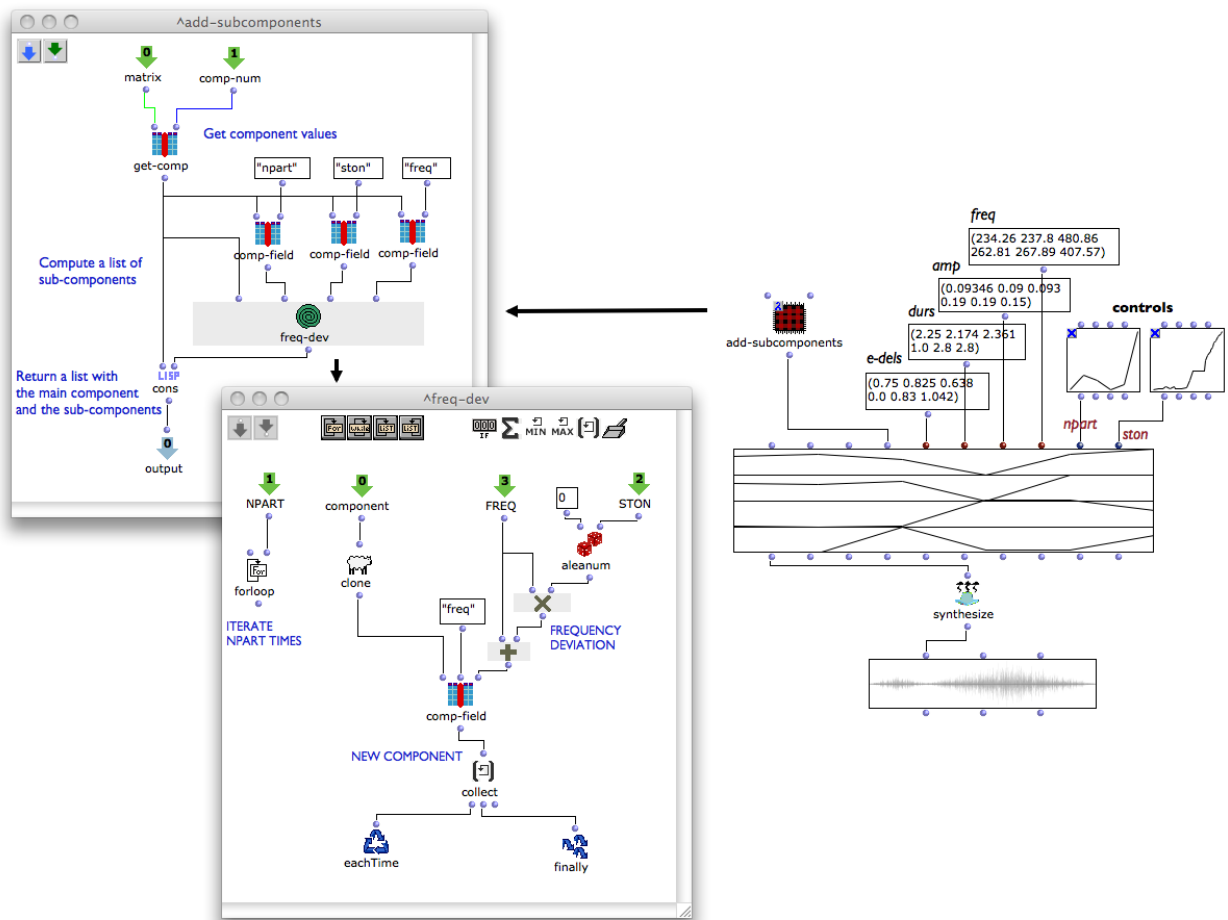 ^add-subcomponents
0
1
matrix
comp-num
Get component values
get-comp
"npart"
"ston"
"freq"
comp-field
comp-field
comp-field
Compute a list of
sub-components
freq-dev
Return a list with
the main component
and the sub-components
LISP
cons
0
output
^freq-dev
For
While
LIST
LIST
000
IF
Σ
MIN
MAX
1
0
3
2
NPART
component
FREQ
STON
0
For
forloop
clone
aleanum
ITERATE
NPART TIMES
"freq"
FREQUENCY
DEVIATION
comp-field
NEW COMPONENT
collect
eachTime
finally
freq
(234.26 237.8 480.86
262.81 267.89 407.57)
amp
(0.09346 0.09 0.093
0.19 0.19 0.15)
controls
durs
(2.25 2.174 2.361
1.0 2.8 2.8)
add-subcomponents
e-dels
(0.75 0.825 0.638
0.0 0.83 1.042)
npart
ston
synthesize